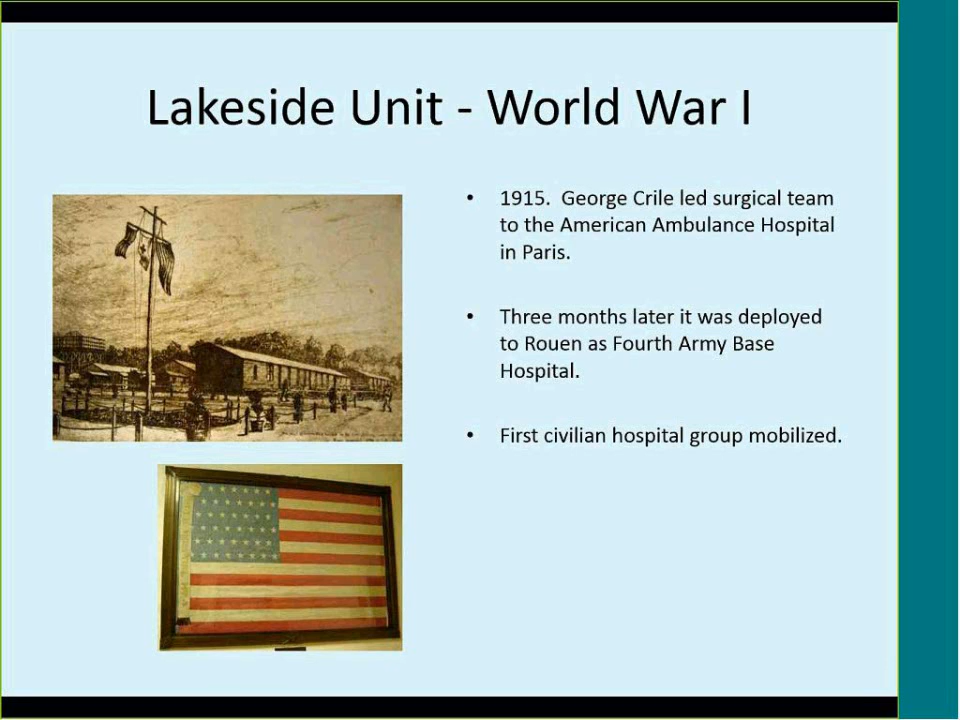 Lakeside Unit - World War I
• 1915.  George Crile led surgical team
to the American Ambulance Hospital
in Paris.
• Three months later it was deployed
to Rouen as Fourth Army Base
Hospital.
• First civilian hospital group mobilized.